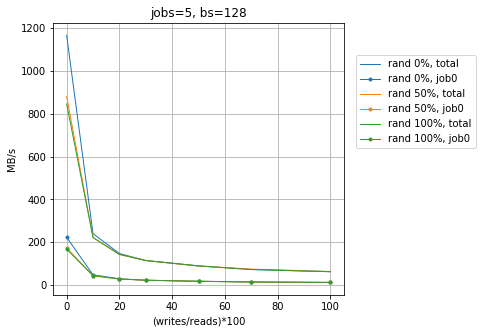 jobs=5, bs=128
1200
1000
800
600
400
200
0
MB/s
0 20 40 60 80 100
(writes/reads)*100
rand 0%, total
rand 0%, job0
rand 50%, total
rand 50%, job0
rand 100%, total
rand 100%, job0